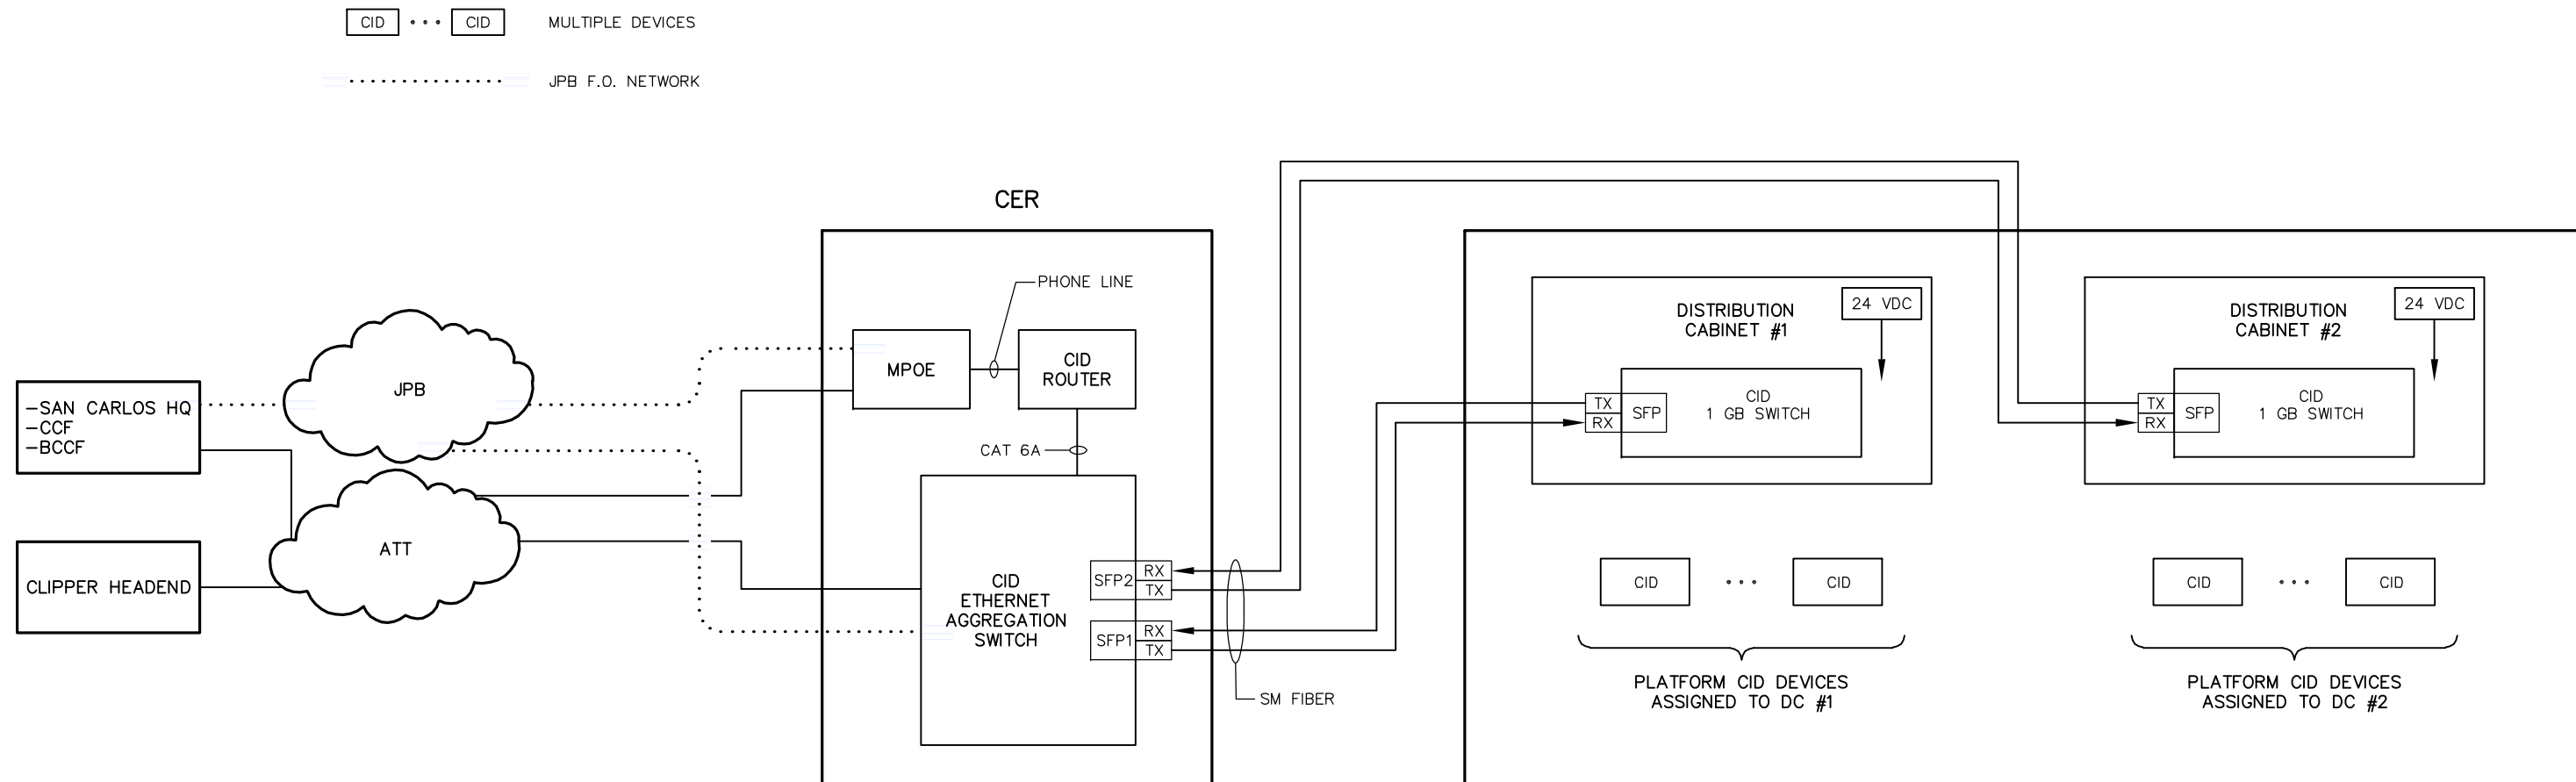 CID CID MULTIPLE DEVICES
JPB F.O. NETWORK
CER
PHONE LINE
MPOE
CID
ROUTER
CAT 6A
JPB
-SAN CARLOS HQ
-CCF
-BCCF
ATT
CLIPPER HEADEND
CID
ETHERNET
AGGREGATION
SWITCH
SFP2
RX
TX
SFP1
RX
TX
SM FIBER
DISTRIBUTION
CABINET #1
24 VDC
TX
RX
SFP
CID
1 GB SWITCH
CID CID
PLATFORM CID DEVICES
ASSIGNED TO DC #1
DISTRIBUTION
CABINET #2
24 VDC
TX
RX
SFP
CID
1 GB SWITCH
CID CID
PLATFORM CID DEVICES
ASSIGNED TO DC #2